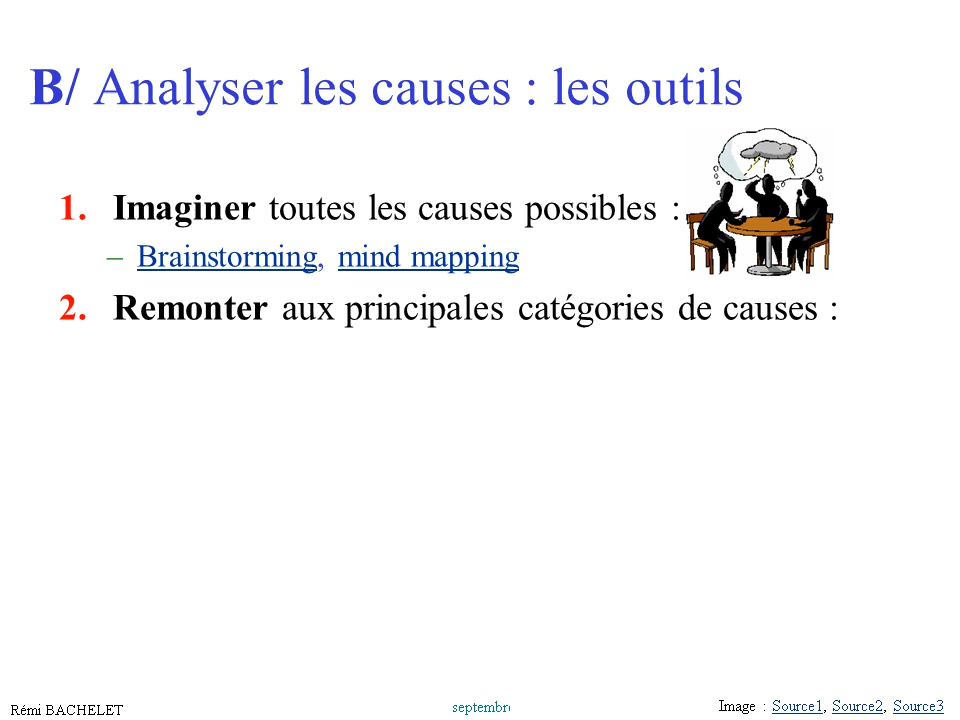 B/ Analyser les causes : les outils
1. Imaginer toutes les causes possibles :
– Brainstorming, mind mapping
2. Remonter aux principales catégories de causes :
Rémi BACHELET
septembre
Image : Source1, Source2, Source3